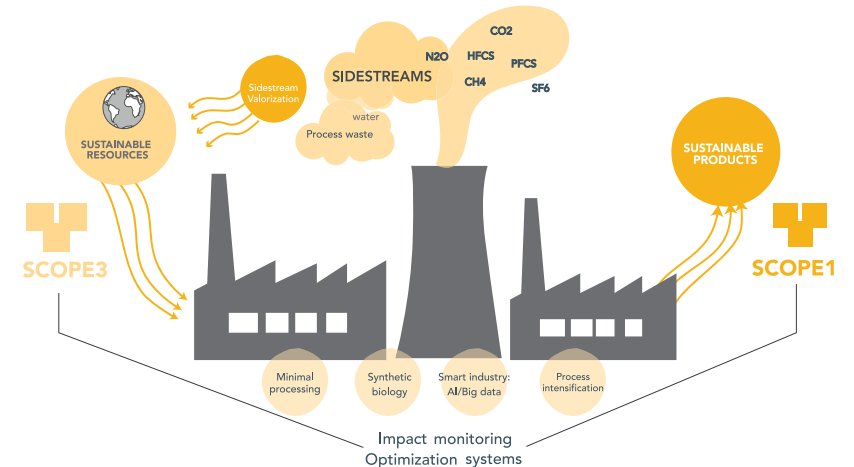 CO2
N2O
HFCS
PFCS
CH4
SF6
SIDESTREAMS
Sidestream
Valorization
water
Process waste
SUSTAINABLE
RESOURCES
SUSTAINABLE
PRODUCTS
SCOPE3
SCOPE1
Minimal
processing
Synthetic
biology
Smart industry:
AI/Big data
Process
intensification
Impact monitoring
Optimization systems